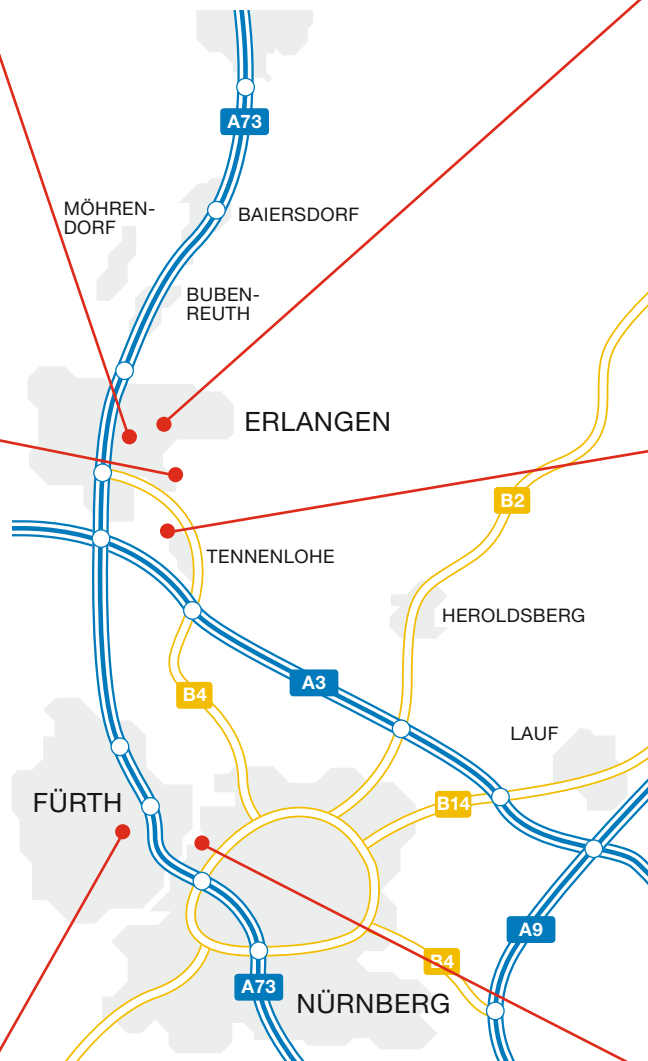 A73
MÖHREN-
DORF
BAIERSDORF
BUBEN-
REUTH
ERLANGEN
B2
TENNENLOHE
HEROLDSBERG
A3
B4
LAUF
FÜRTH
B14
A9
B4
A73
NÜRNBERG